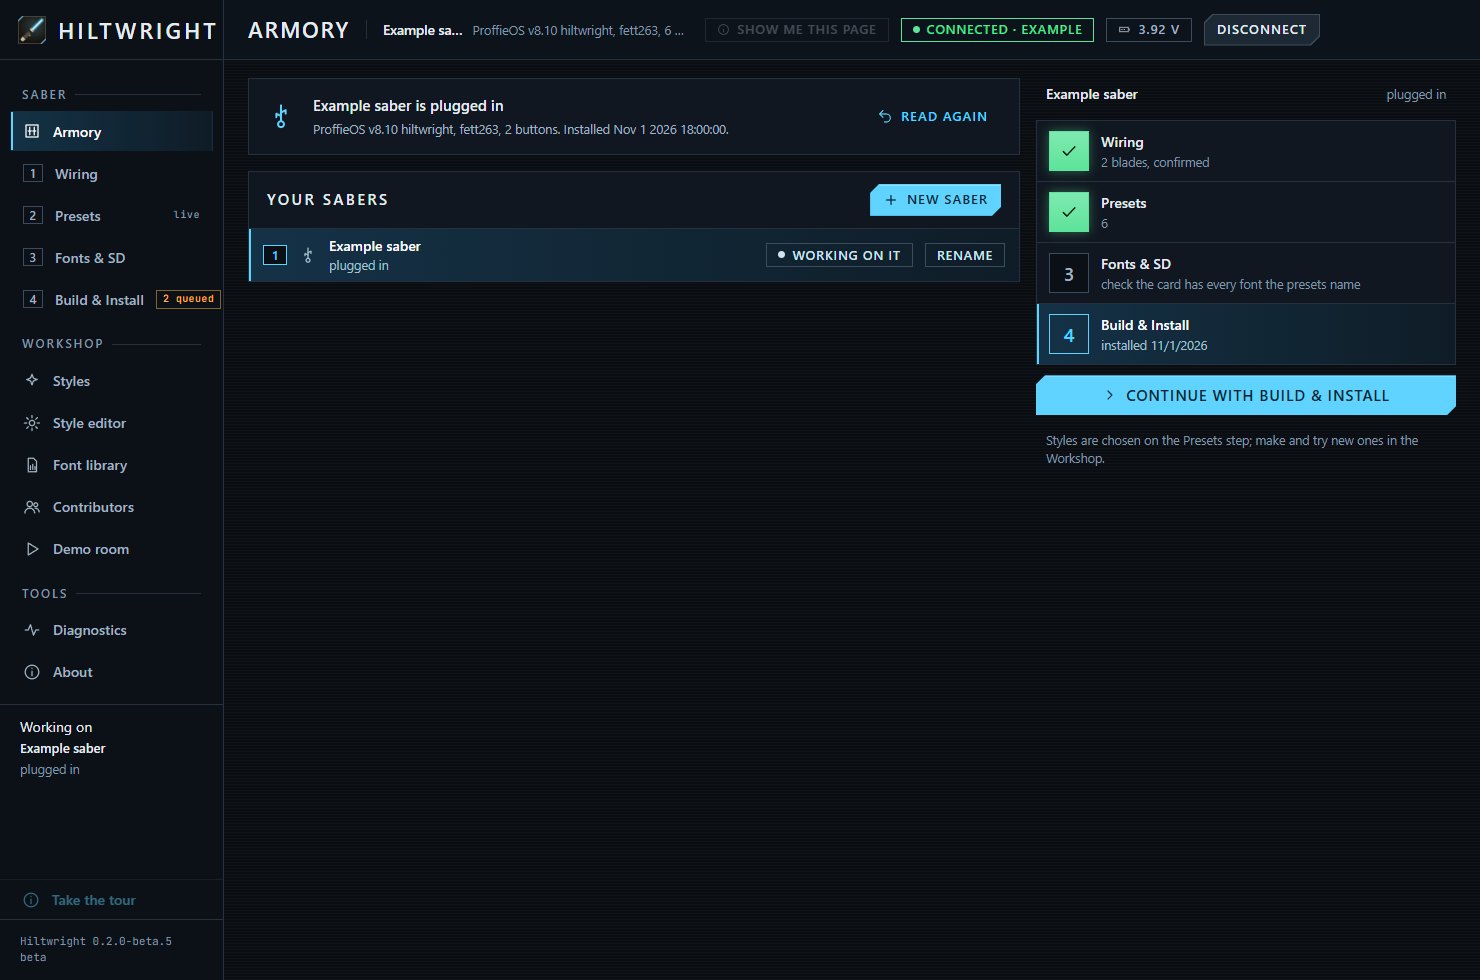 HILTWRIGHT
SABER
Armory
1 Wiring
2 Presets live
3 Fonts & SD
4 Build & Install 2 queued
WORKSHOP
Styles
Style editor
Font library
Contributors
Demo room
TOOLS
Diagnostics
About
Working on
Example saber
plugged in
Take the tour
Hiltwright 0.2.0-beta.5
beta
ARMORY Example sa... ProffieOS v8.10 hiltwright, fett263, 6 ... SHOW ME THIS PAGE CONNECTED · EXAMPLE 3.92 V DISCONNECT
Example saber is plugged in
ProffieOS v8.10 hiltwright, fett263, 2 buttons. Installed Nov 1 2026 18:00:00.
READ AGAIN
YOUR SABERS
NEW SABER
1 Example saber
plugged in
WORKING ON IT RENAME
Example saber plugged in
Wiring
2 blades, confirmed
Presets
6
3 Fonts & SD
check the card has every font the presets name
4 Build & Install
installed 11/1/2026
CONTINUE WITH BUILD & INSTALL
Styles are chosen on the Presets step; make and try new ones in the
Workshop.